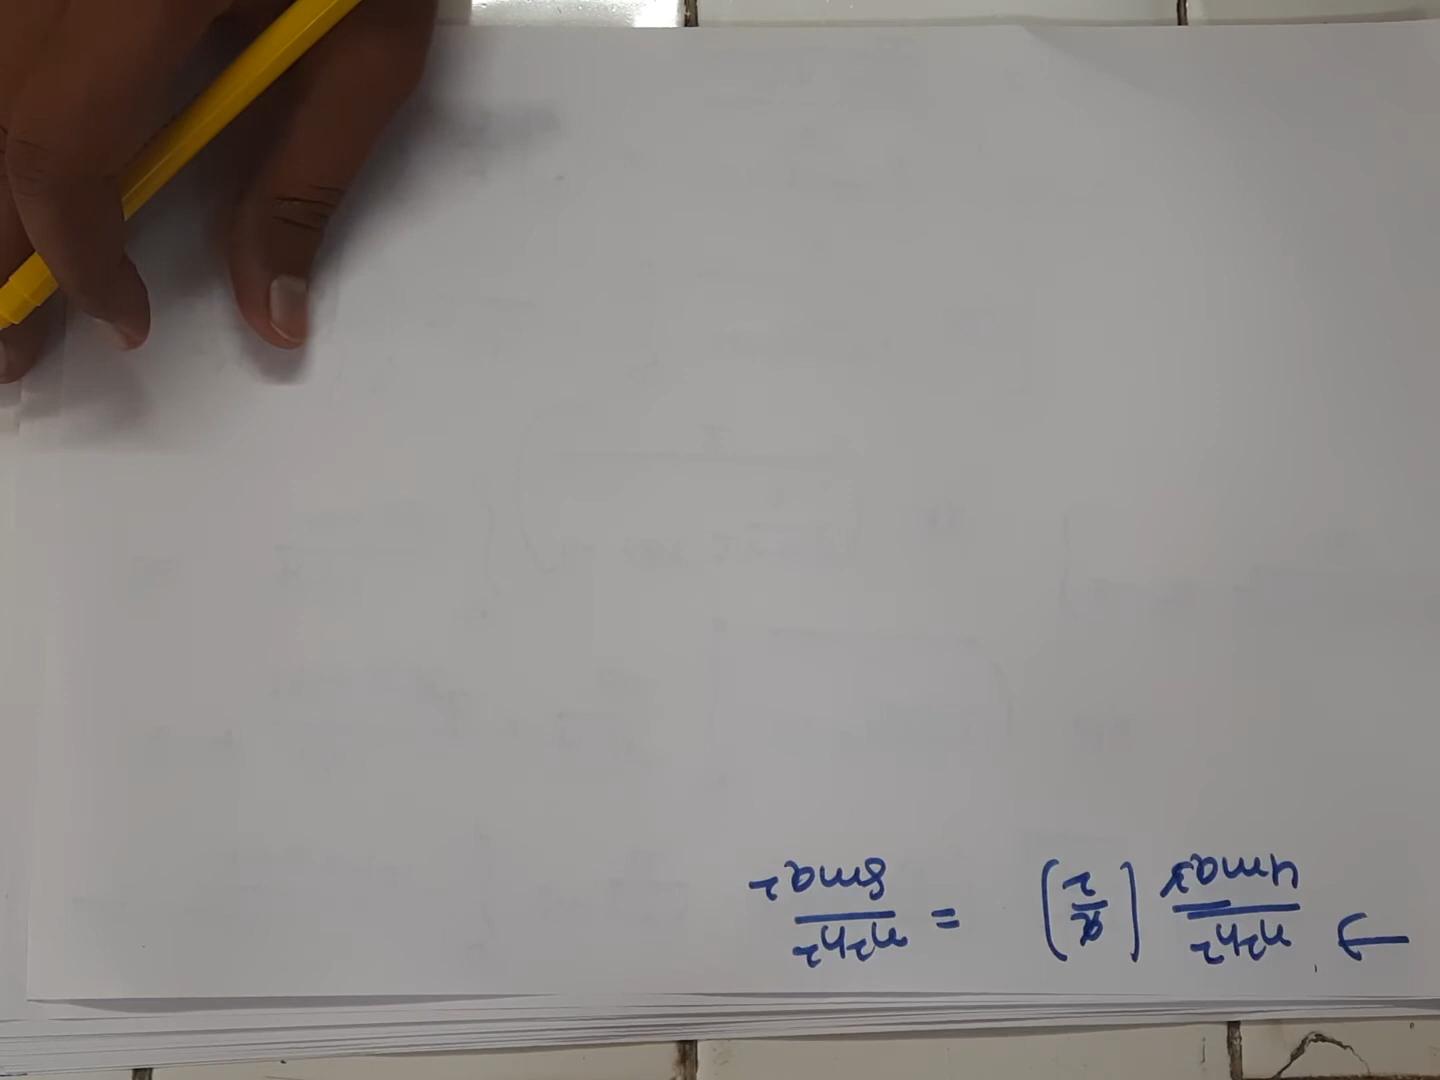 → n²h²/4ma³ (a/2) = n²h²/8ma²